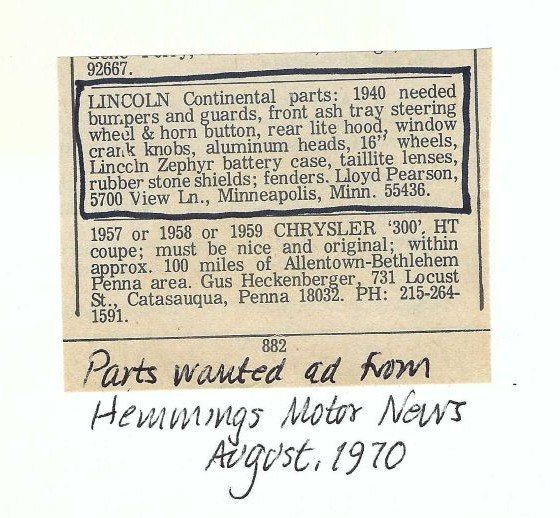 92667.
LINCOLN Continental parts: 1940 needed
bumpers and guards, front ash tray steering
wheel & horn button, rear lite hood, window
crank knobs, aluminum heads, 16" wheels,
Lincoln Zephyr battery case, taillite lenses,
rubber stone shields; fenders. Lloyd Pearson,
5700 View Ln., Minneapolis, Minn. 55436.
1957 or 1958 or 1959 CHRYSLER '300', HT
coupe; must be nice and original; within
approx. 100 miles of Allentown-Bethlehem
Penna area. Gus Heckenberger, 731 Locust
St., Catasauqua, Penna 18032. PH: 215-264-
1591.
882
Parts wanted ad from
Hemmings Motor News
August, 1970